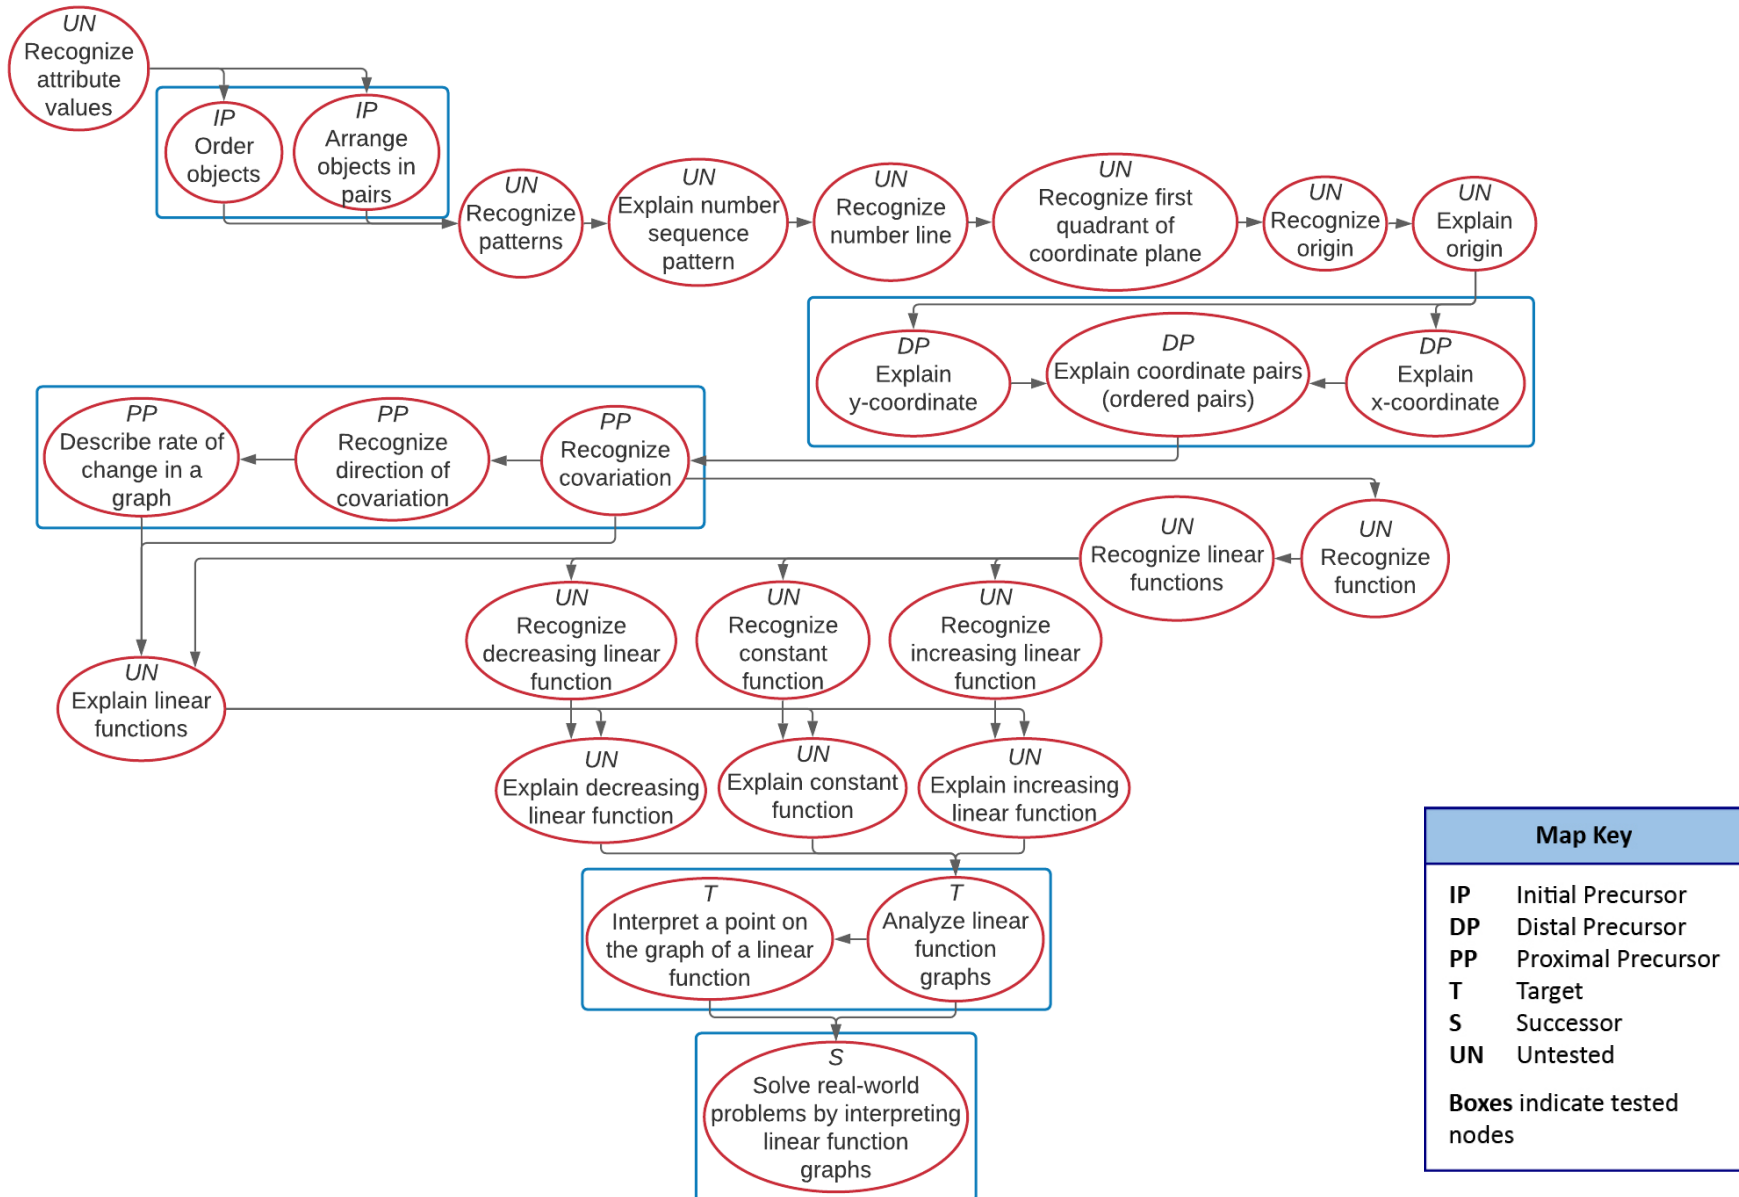 UN
Recognize
attribute
values
IP
Order
objects
IP
Arrange
objects in
pairs
UN
Recognize
patterns
UN
Explain number
sequence
pattern
UN
Recognize
number line
UN
Recognize first
quadrant of
coordinate plane
UN
Recognize
origin
UN
Explain
origin
DP
Explain
y-coordinate
DP
Explain coordinate pairs
(ordered pairs)
DP
Explain
x-coordinate
PP
Describe rate of
change in a
graph
PP
Recognize
direction of
covariation
PP
Recognize
covariation
UN
Recognize linear
functions
UN
Recognize
function
UN
Recognize
decreasing linear
function
UN
Recognize
constant
function
UN
Recognize
increasing linear
function
UN
Explain linear
functions
UN
Explain decreasing
linear function
UN
Explain constant
function
UN
Explain increasing
linear function
T
Interpret a point on
the graph of a linear
function
T
Analyze linear
function
graphs
S
Solve real-world
problems by interpreting
linear function
graphs
Map Key
IP Initial Precursor
DP Distal Precursor
PP Proximal Precursor
T Target
S Successor
UN Untested
Boxes indicate tested
nodes